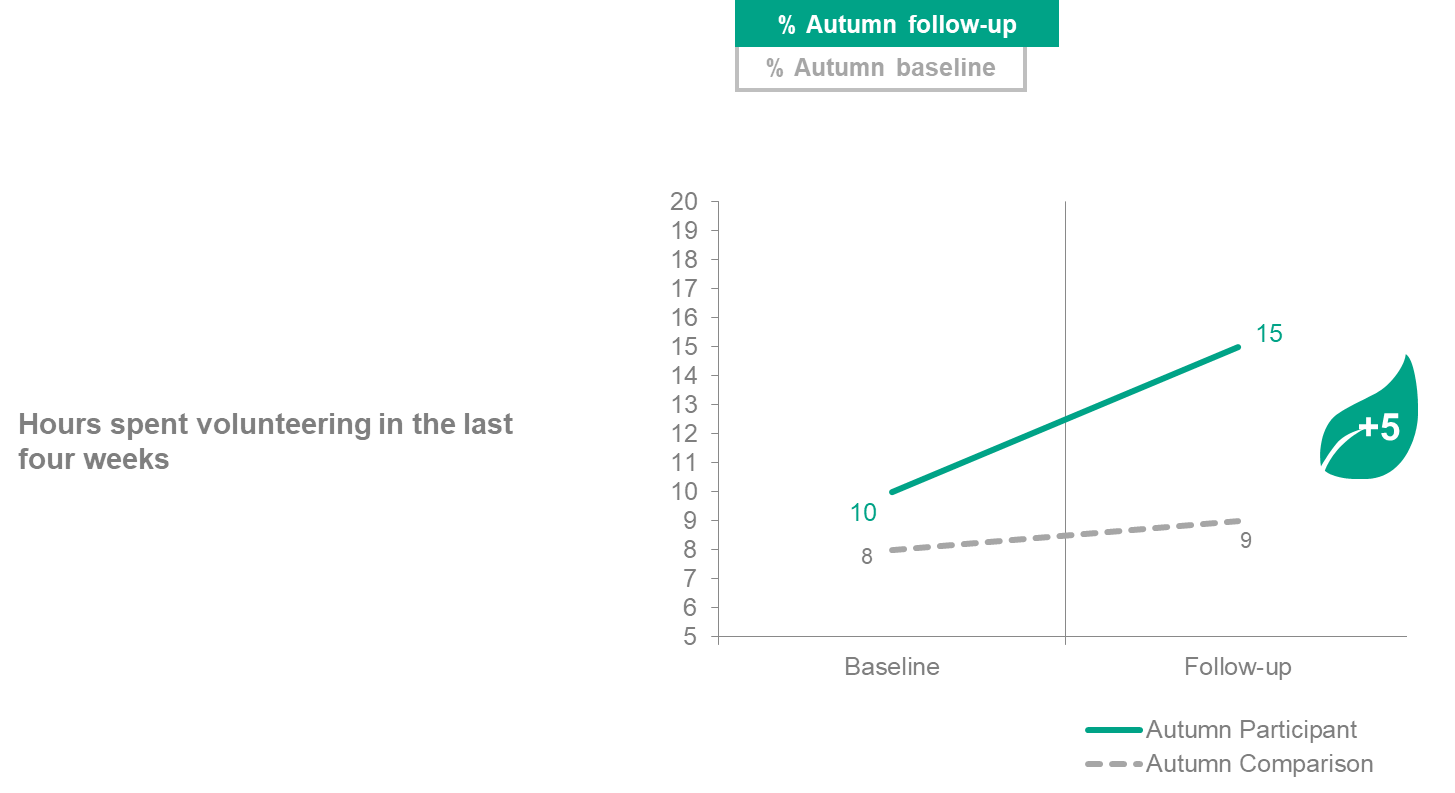 % Autumn follow-up
% Autumn baseline
Hours spent volunteering in the last
four weeks
20
19
18
17
16
15
14
13
12
11
10
9
8
7
6
5
15
10
8
9
+5
Baseline
Follow-up
Autumn Participant
Autumn Comparison